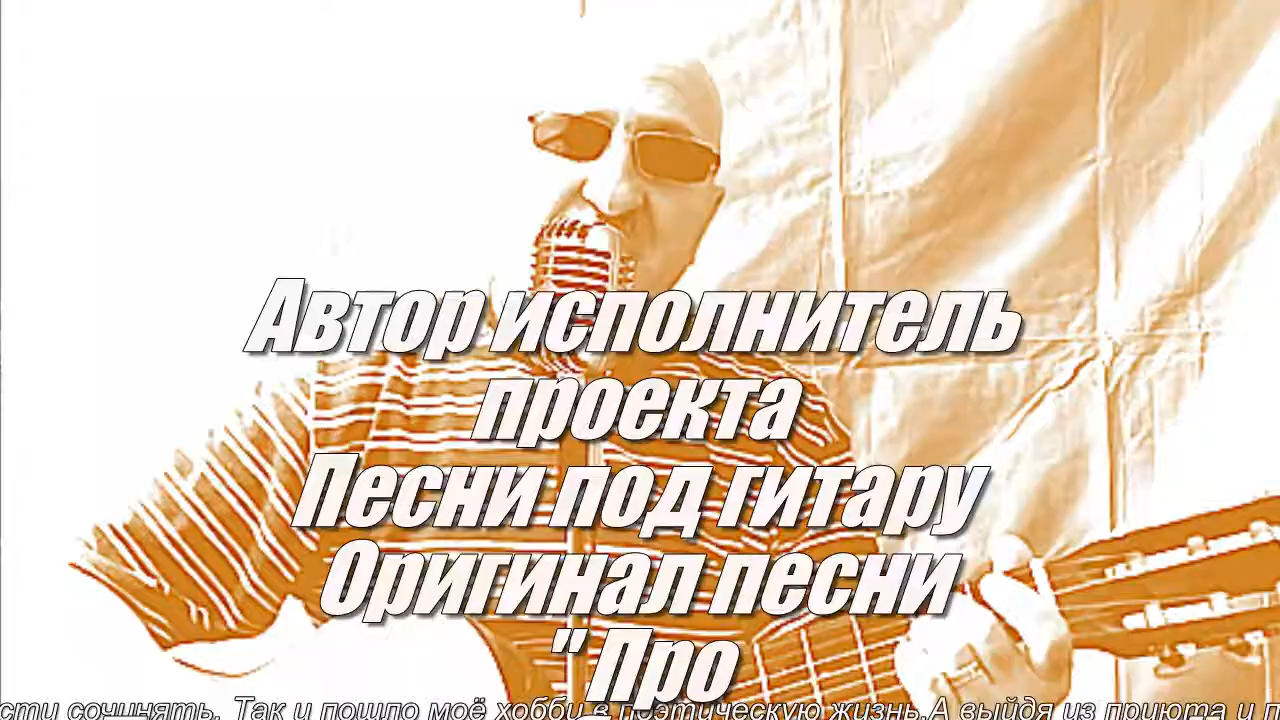 Автор исполнитель
проекта
Песни под гитару
Оригинал песни
" Про
сти сочинять. Так и пошло моё хобби в поэтическую жизнь.А выйдя из приюта и п